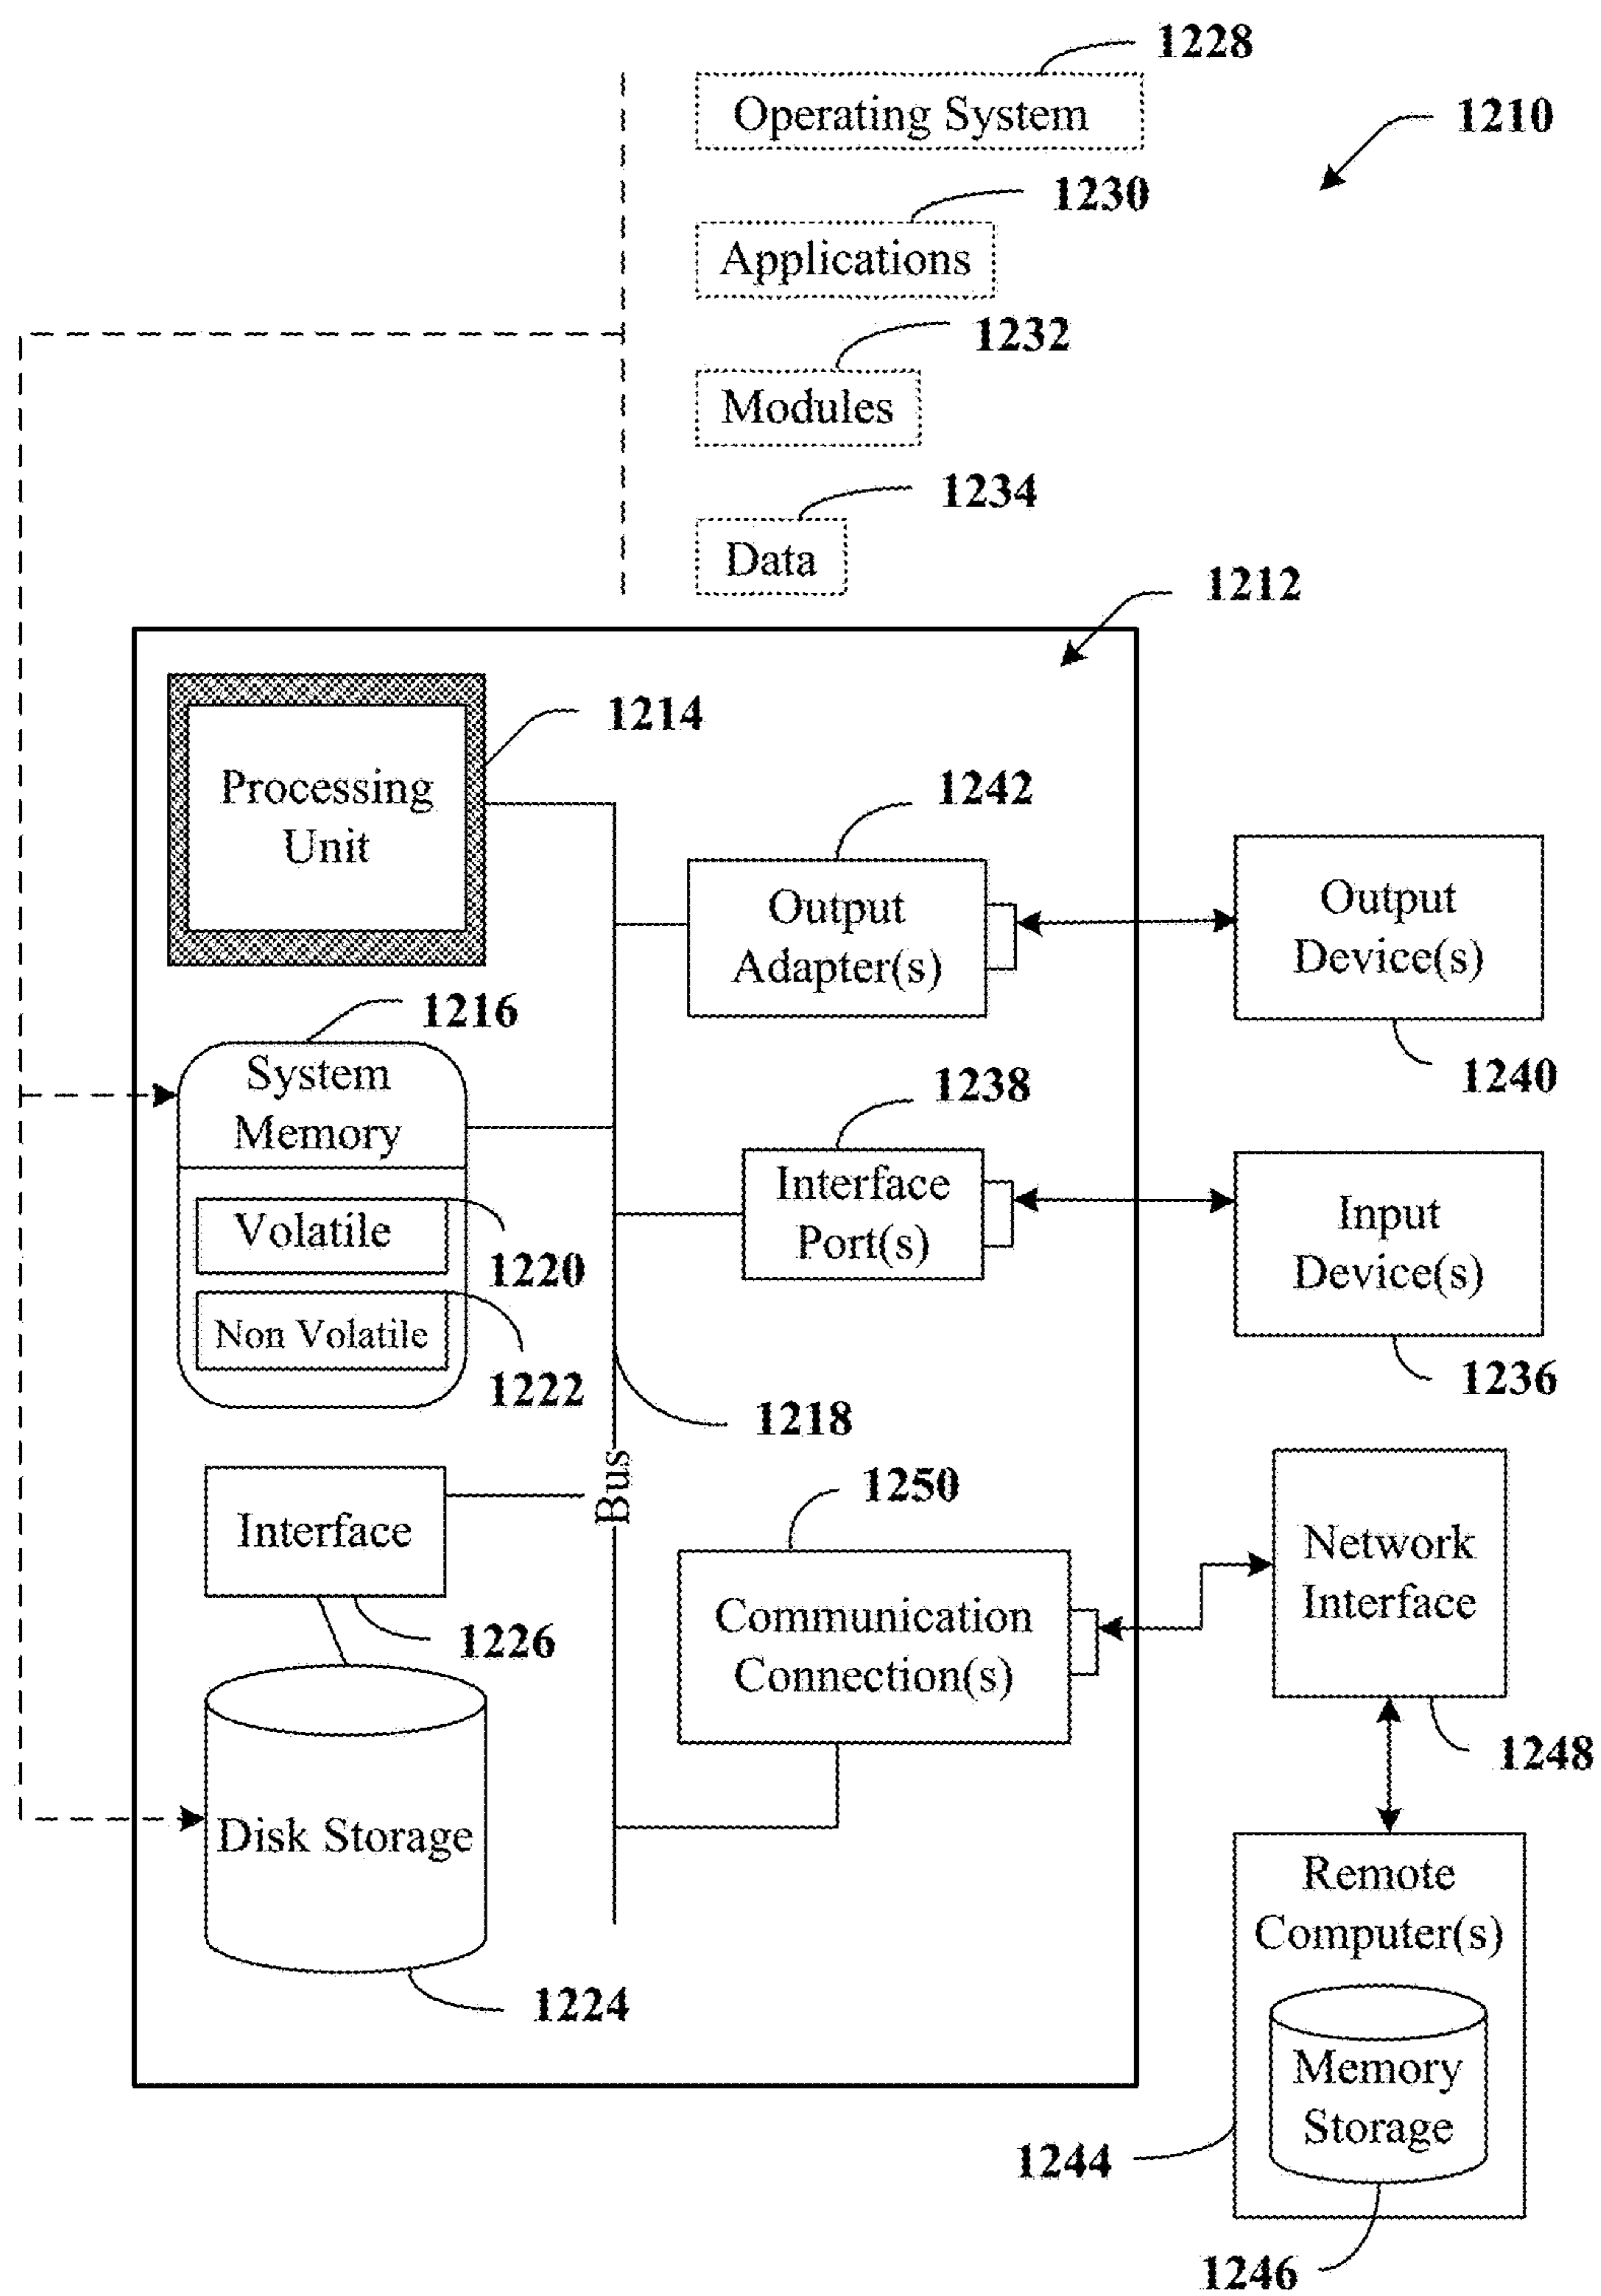 1228
Operating System
1210
1230
Applications
1232
Modules
1234
Data
1212
1214
Processing
Unit
1242
Output
Adapter(s)
Output
Device(s)
1240
1216
System
Memory
1238
Interface
Port(s)
Input
Device(s)
1236
Volatile
1220
Non Volatile
1222
1218
Bus
1250
Interface
1226
Communication
Connection(s)
Network
Interface
1248
Disk Storage
1224
Remote
Computer(s)
Memory
Storage
1244
1246